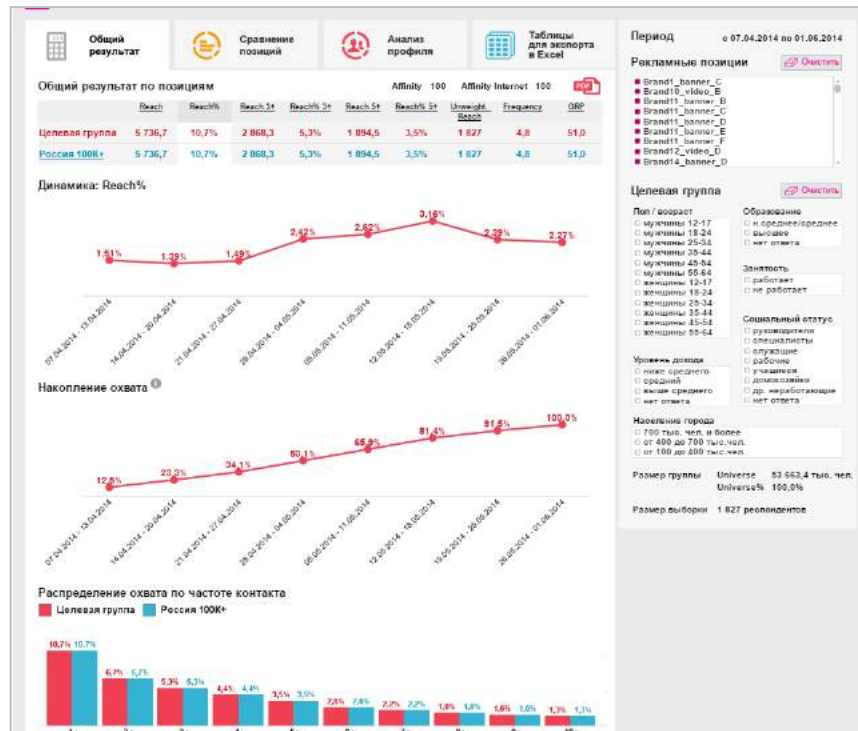 Общий результат
Сравнение позиций
Анализ профиля
Таблицы для экспорта в Excel
Общий результат по позициям
Affinity 100 Affinity Internet 100
PDF
Reach Reach% Reach 3+ Reach% 3+ Reach 5+ Reach% 5+ Unweight. Reach Frequency GRP
Целевая группа 5 736,7 10,7% 2 868,3 5,3% 1 894,5 3,5% 1 827 4,8 51,0
Россия 100К+ 5 736,7 10,7% 2 868,3 5,3% 1 894,5 3,5% 1 827 4,8 51,0
Динамика: Reach%
1,51% 1,39% 1,49% 2,42% 2,62% 3,16% 2,39% 2,27%
07.04.2014 - 13.04.2014
14.04.2014 - 20.04.2014
21.04.2014 - 27.04.2014
28.04.2014 - 04.05.2014
05.05.2014 - 11.05.2014
12.05.2014 - 18.05.2014
19.05.2014 - 25.05.2014
26.05.2014 - 01.06.2014
Накопление охвата
12,5% 23,3% 34,1% 50,1% 65,9% 81,4% 91,5% 100,0%
07.04.2014 - 13.04.2014
14.04.2014 - 20.04.2014
21.04.2014 - 27.04.2014
28.04.2014 - 04.05.2014
05.05.2014 - 11.05.2014
12.05.2014 - 18.05.2014
19.05.2014 - 25.05.2014
26.05.2014 - 01.06.2014
Распределение охвата по частоте контакта
Целевая группа Россия 100К+
10,7% 10,7% 6,7% 6,7% 5,3% 5,3% 4,4% 4,4% 3,5% 3,5% 2,8% 2,8% 2,2% 2,2% 1,8% 1,8% 1,6% 1,6% 1,3% 1,3%
Период с 07.04.2014 по 01.06.2014
Рекламные позиции Очистить
Brand1_banner_C
Brand10_video_B
Brand11_banner_B
Brand11_banner_C
Brand11_banner_D
Brand11_banner_E
Brand11_banner_F
Brand12_video_D
Brand14_banner_D
Целевая группа Очистить
Пол / возраст
мужчины 12-17
мужчины 18-24
мужчины 25-34
мужчины 35-44
мужчины 45-54
мужчины 55-64
женщины 12-17
женщины 18-24
женщины 25-34
женщины 35-44
женщины 45-54
женщины 55-64
Образование
н.среднее/среднее
высшее
нет ответа
Занятость
работает
не работает
Социальный статус
руководители
специалисты
служащие
рабочие
учащиеся
домохозяйки
др. неработающие
нет ответа
Уровень дохода
ниже среднего
средний
выше среднего
нет ответа
Население города
700 тыс. чел. и более
от 400 до 700 тыс.чел.
от 100 до 400 тыс.чел.
Размер группы Universe 53 663,4 тыс. чел.
Universe% 100,0%
Размер выборки 1 827 респондентов